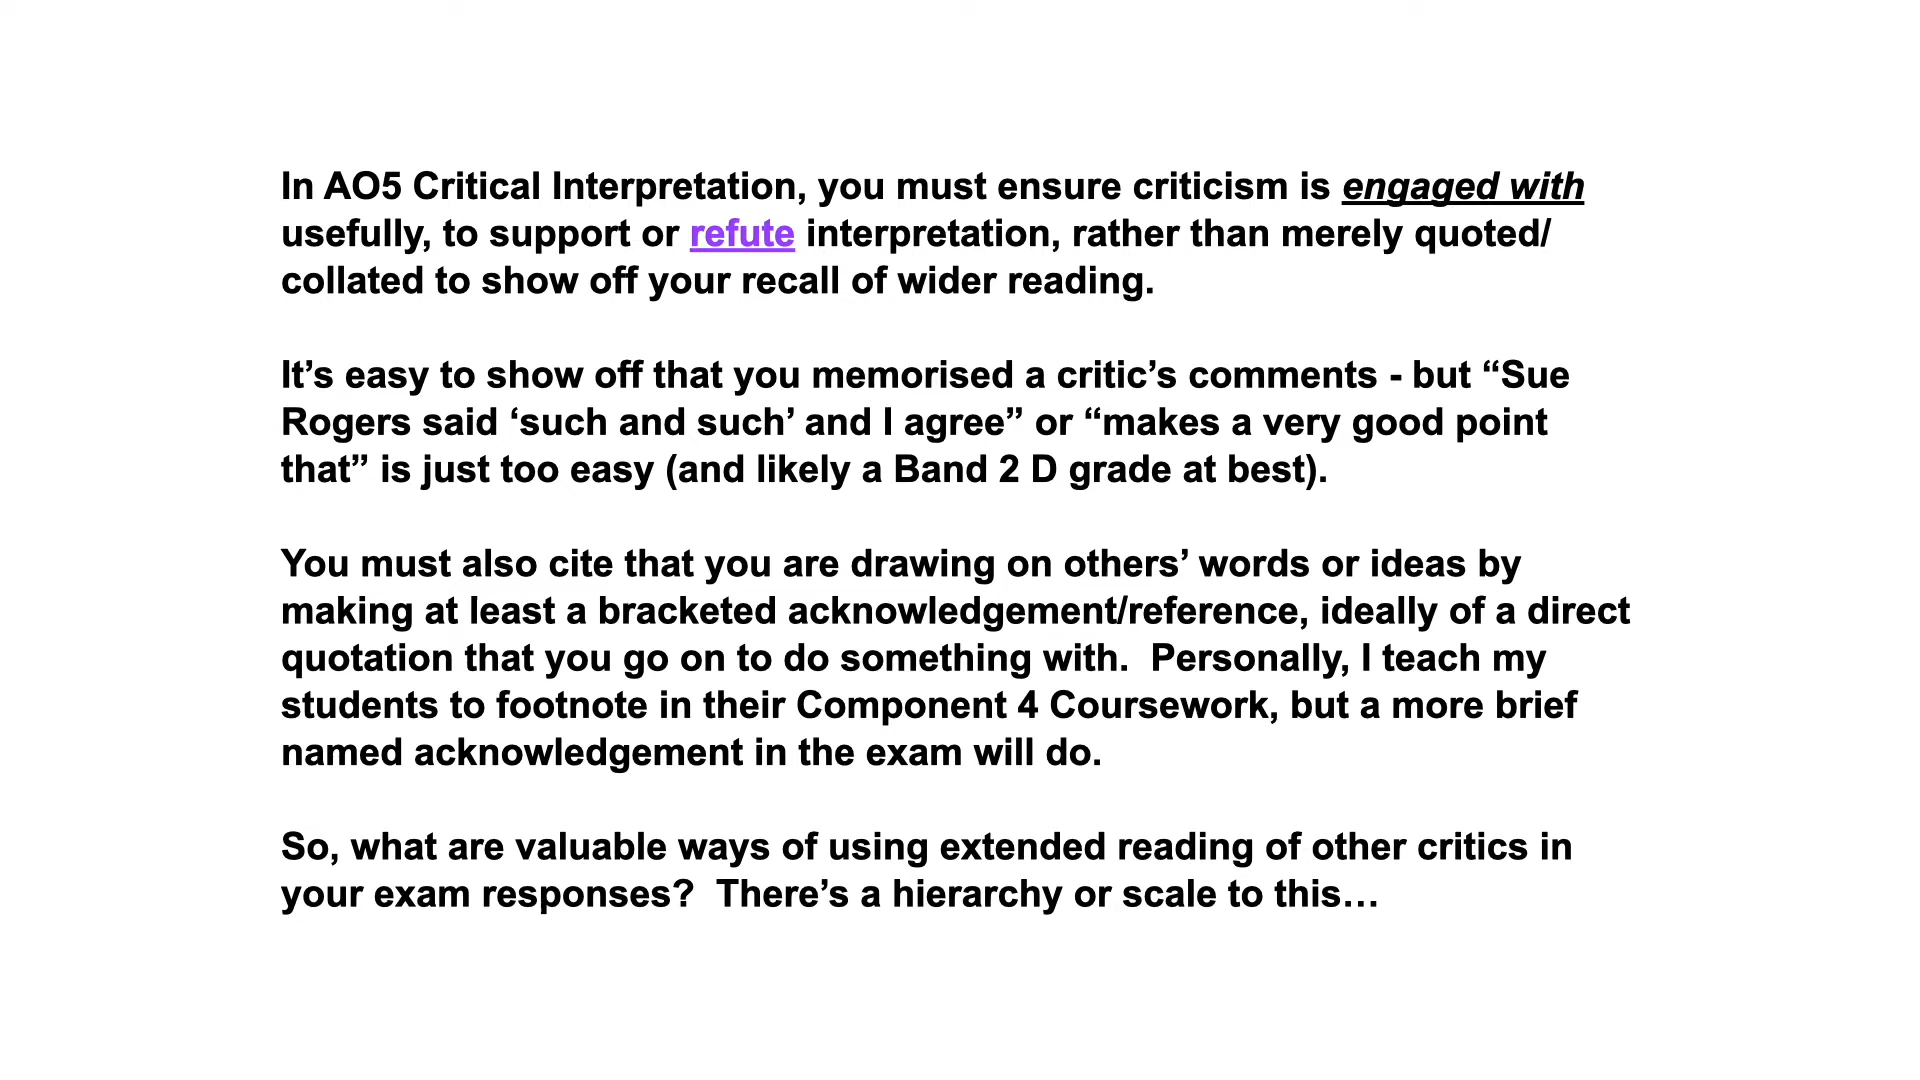 In AO5 Critical Interpretation, you must ensure criticism is engaged with
usefully, to support or refute interpretation, rather than merely quoted/
collated to show off your recall of wider reading.
It’s easy to show off that you memorised a critic’s comments - but “Sue
Rogers said ‘such and such’ and I agree” or “makes a very good point
that” is just too easy (and likely a Band 2 D grade at best).
You must also cite that you are drawing on others’ words or ideas by
making at least a bracketed acknowledgement/reference, ideally of a direct
quotation that you go on to do something with.  Personally, I teach my
students to footnote in their Component 4 Coursework, but a more brief
named acknowledgement in the exam will do.
So, what are valuable ways of using extended reading of other critics in
your exam responses?  There’s a hierarchy or scale to this…